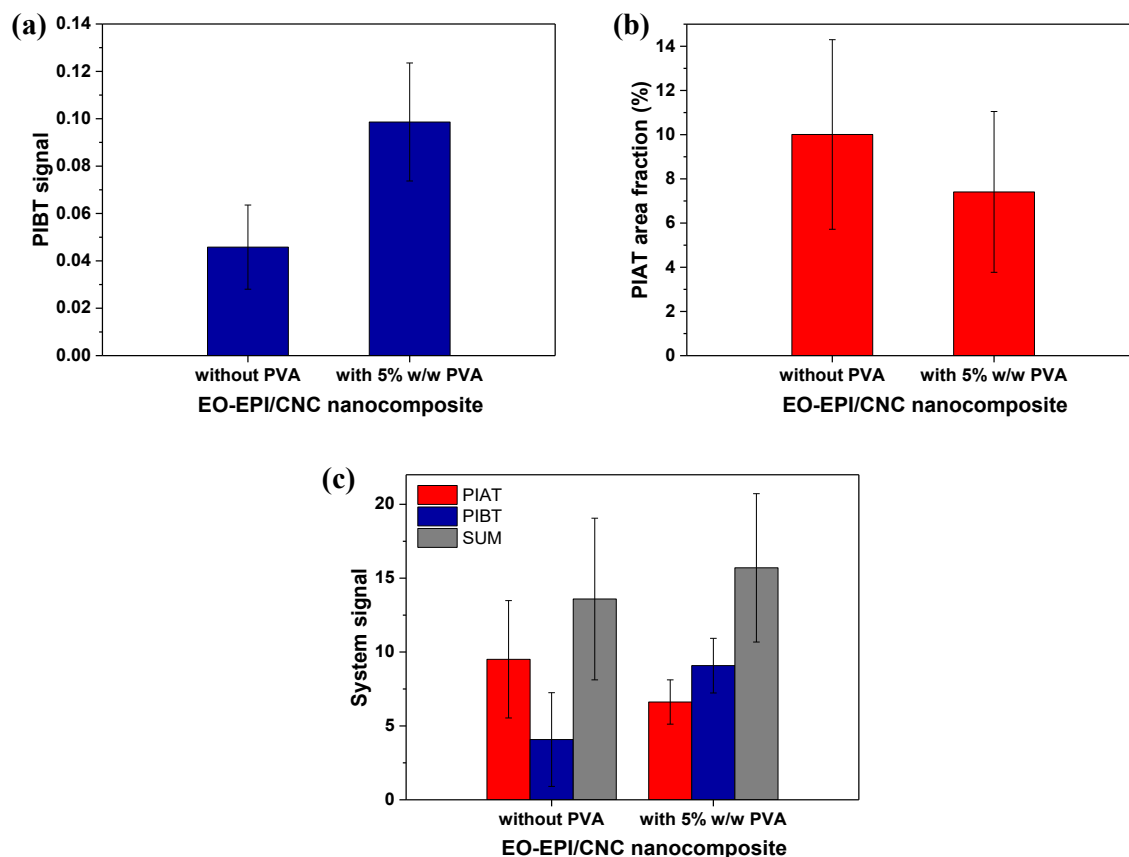 (a)
PIBT signal
0.14
0.12
0.10
0.08
0.06
0.04
0.02
0.00
without PVA with 5% w/w PVA
EO-EPI/CNC nanocomposite
(b)
PIAT area fraction (%)
14
12
10
8
6
4
2
0
without PVA with 5% w/w PVA
EO-EPI/CNC nanocomposite
(c)
System signal
20
15
10
5
0
PIAT
PIBT
SUM
without PVA with 5% w/w PVA
EO-EPI/CNC nanocomposite